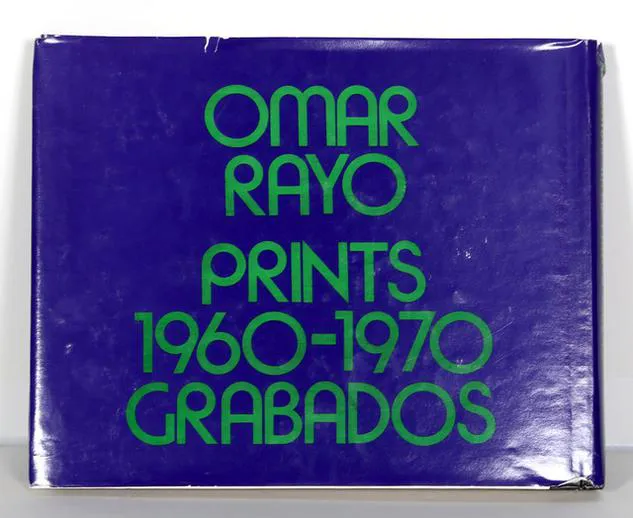 OMAR
RAYO
PRINTS
1960-1970
GRABADOS